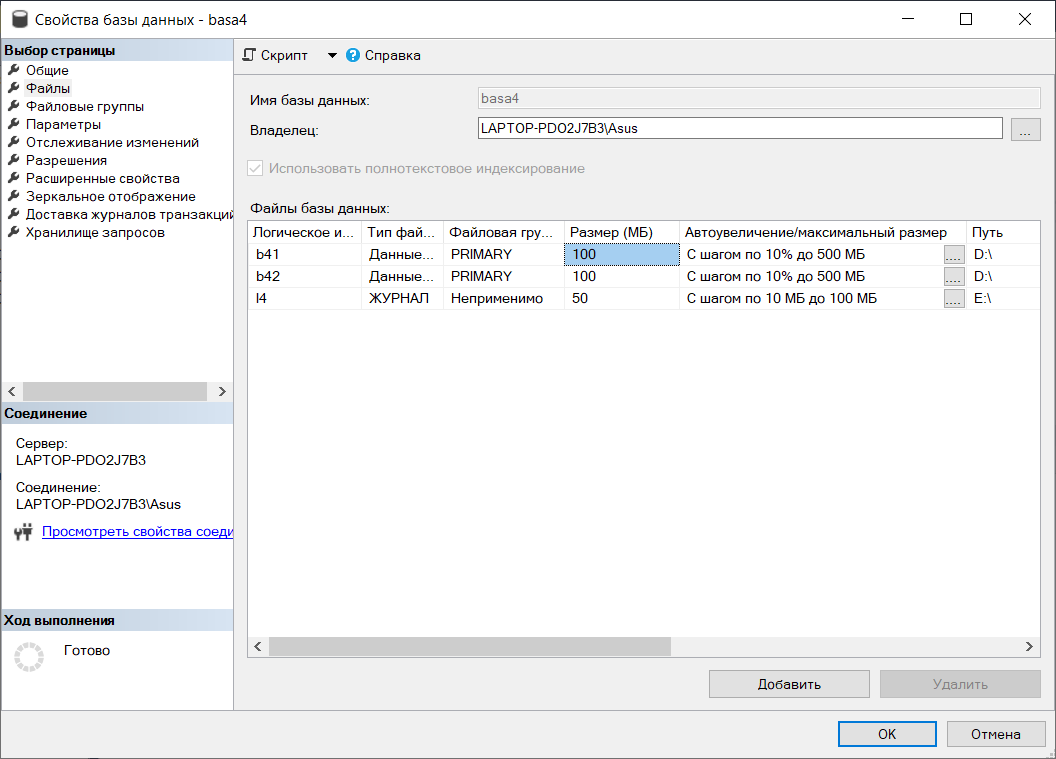 Свойства базы данных - basa4
Выбор страницы
Общие
Файлы
Файловые группы
Параметры
Отслеживание изменений
Разрешения
Расширенные свойства
Зеркальное отображение
Доставка журналов транзакций
Хранилище запросов
Соединение
Сервер:
LAPTOP-PDO2J7B3
Соединение:
LAPTOP-PDO2J7B3\Asus
Просмотреть свойства соеди
Ход выполнения
Готово
Скрипт ? Справка
Имя базы данных: basa4
Владелец: LAPTOP-PDO2J7B3\Asus ...
Использовать полнотекстовое индексирование
Файлы базы данных:
Логическое и... Тип фай... Файловая гру... Размер (МБ) Автоувеличение/максимальный размер Путь
b41 Данные... PRIMARY 100 С шагом по 10% до 500 МБ .... D:\
b42 Данные... PRIMARY 100 С шагом по 10% до 500 МБ .... D:\
l4 ЖУРНАЛ Неприменимо 50 С шагом по 10 МБ до 100 МБ .... E:\
Добавить Удалить
ОК Отмена